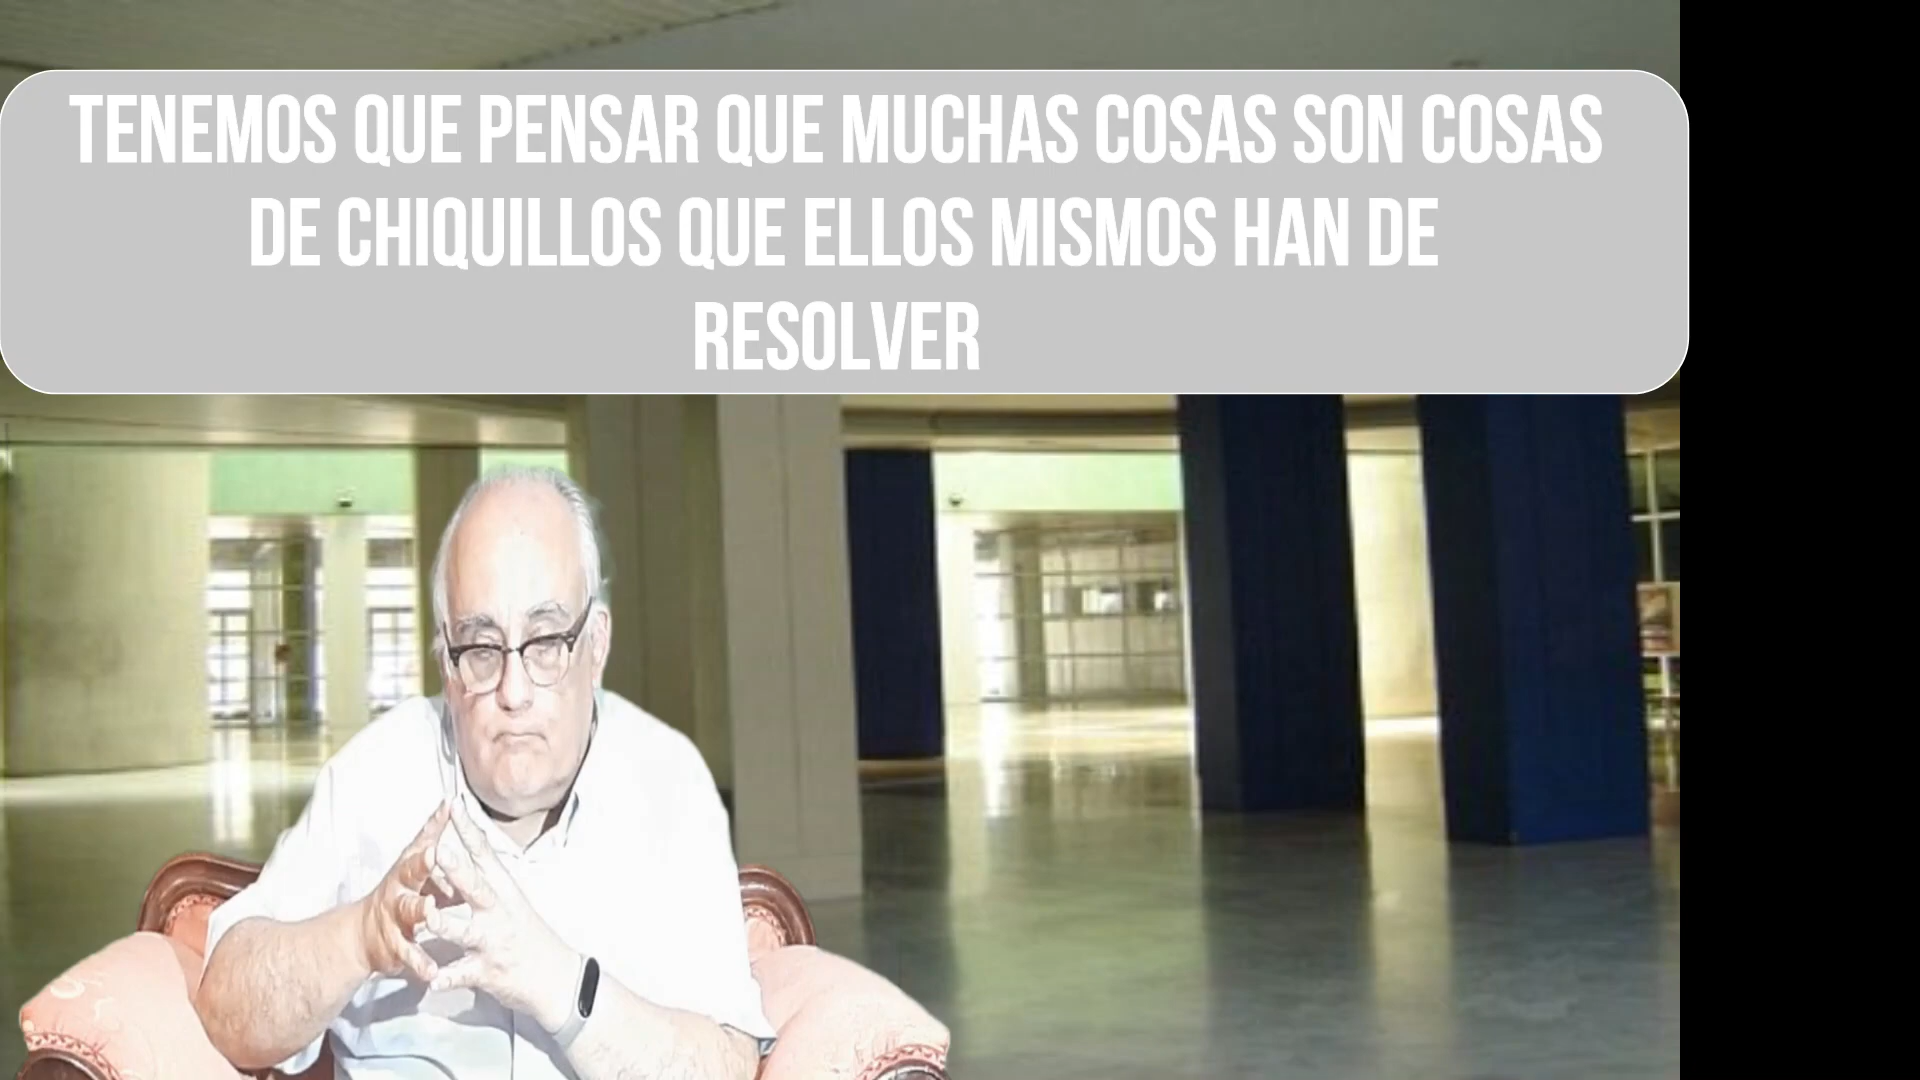 TENEMOS QUE PENSAR QUE MUCHAS COSAS SON COSAS
DE CHIQUILLOS QUE ELLOS MISMOS HAN DE
RESOLVER